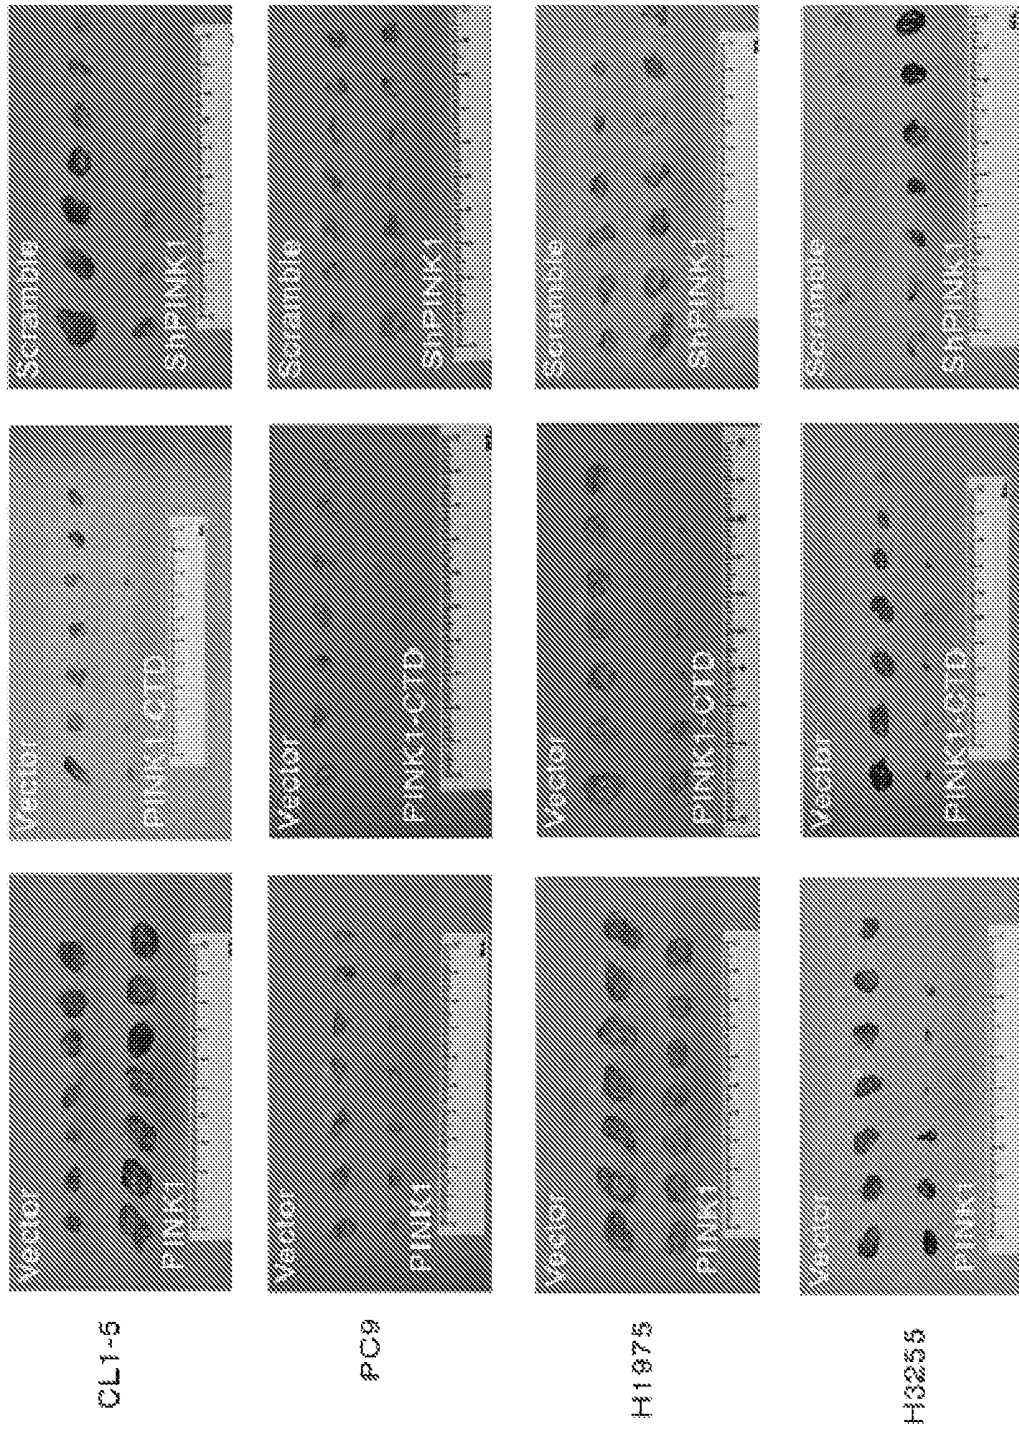 CL1-5
Vector
PINK1
Vector
PINK1-CTD
Scramble
ShPINK1
PC9
Vector
PINK1
Vector
PINK1-CTD
Scramble
ShPINK1
H1975
Vector
PINK1
Vector
PINK1-CTD
Scramble
ShPINK1
H3255
Vector
PINK1
Vector
PINK1-CTD
Scramble
ShPINK1